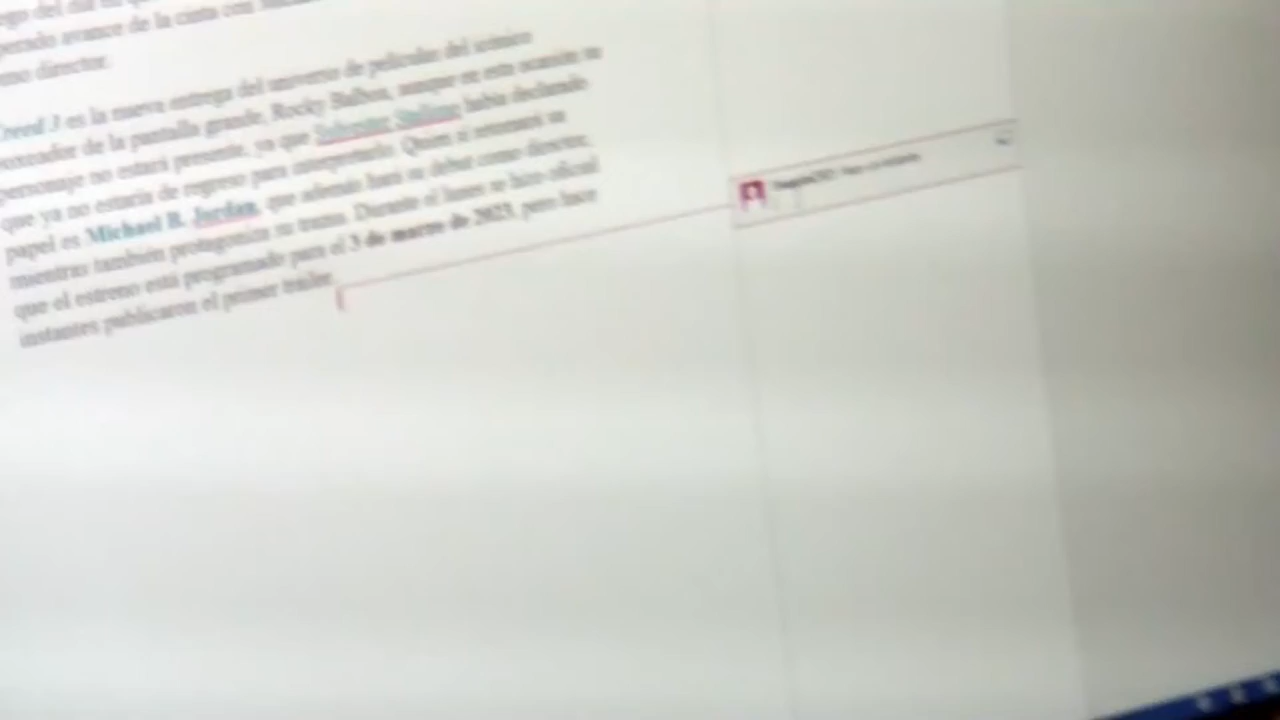 perado avance de la cinta con
mo director.
Creed 3 es la nueva entrega del universo de películas del icónico
boxeador de la pantalla grande, Rocky Balboa, aunque en esta ocasión su
personaje no estará presente, ya que Sylvester Stallone había declarado
que ya no estaría de regreso para interpretarlo. Quien sí retomará su
papel es Michael B. Jordan, que además hará su debut como director,
mientras también protagoniza su trama. Durante el lunes se hizo oficial
que el estreno está programado para el 3 de marzo de 2023, pero hace
instantes publicaron el primer tráiler.